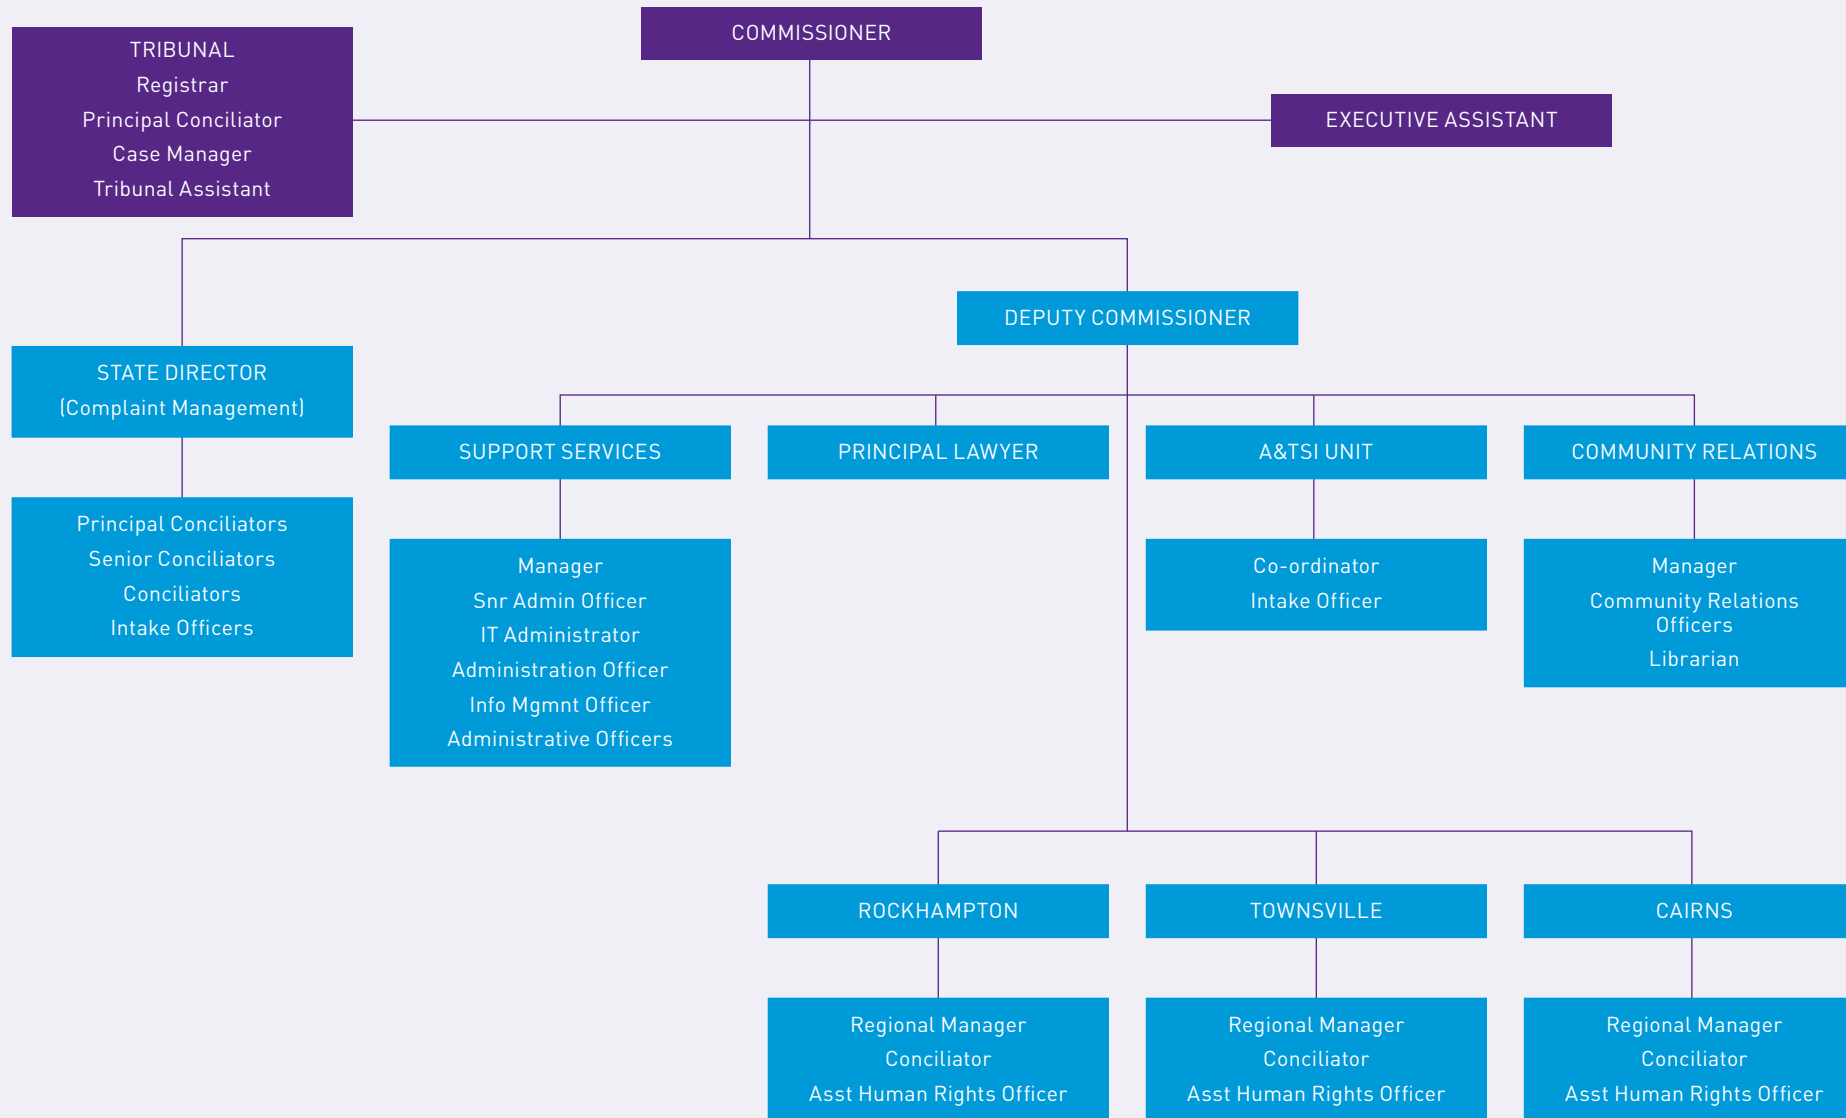 COMMISSIONER
TRIBUNAL
Registrar
Principal Conciliator
Case Manager
Tribunal Assistant
EXECUTIVE ASSISTANT
DEPUTY COMMISSIONER
STATE DIRECTOR
(Complaint Management)
Principal Conciliators
Senior Conciliators
Conciliators
Intake Officers
SUPPORT SERVICES
Manager
Snr Admin Officer
IT Administrator
Administration Officer
Info Mgmnt Officer
Administrative Officers
PRINCIPAL LAWYER
A&TSI UNIT
Co-ordinator
Intake Officer
COMMUNITY RELATIONS
Manager
Community Relations
Officers
Librarian
ROCKHAMPTON
Regional Manager
Conciliator
Asst Human Rights Officer
TOWNSVILLE
Regional Manager
Conciliator
Asst Human Rights Officer
CAIRNS
Regional Manager
Conciliator
Asst Human Rights Officer